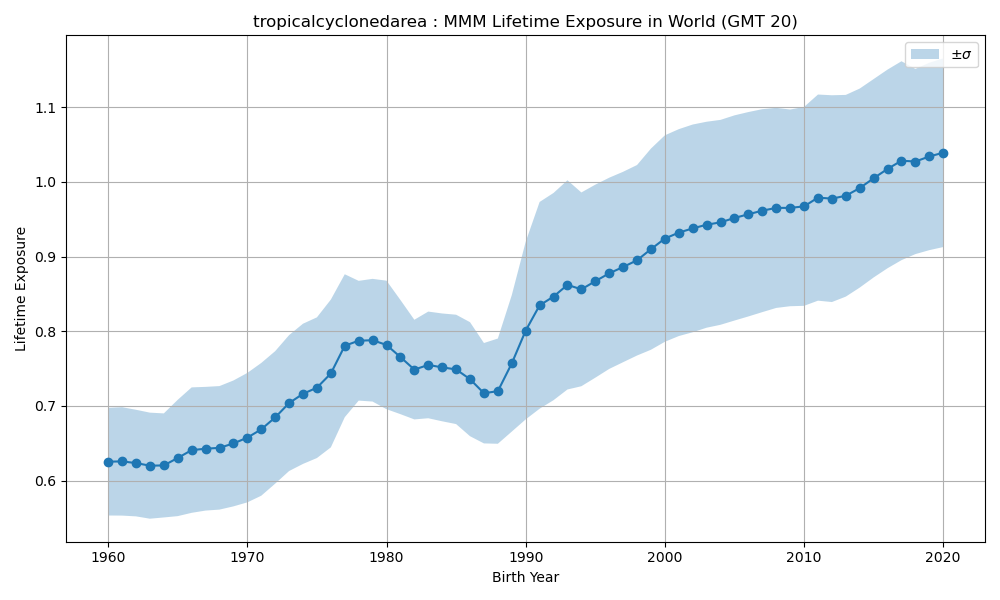 tropicalcyclonedarea : MMM Lifetime Exposure in World (GMT 20)
±σ
Lifetime Exposure
1.1
1.0
0.9
0.8
0.7
0.6
1960 1970 1980 1990 2000 2010 2020
Birth Year